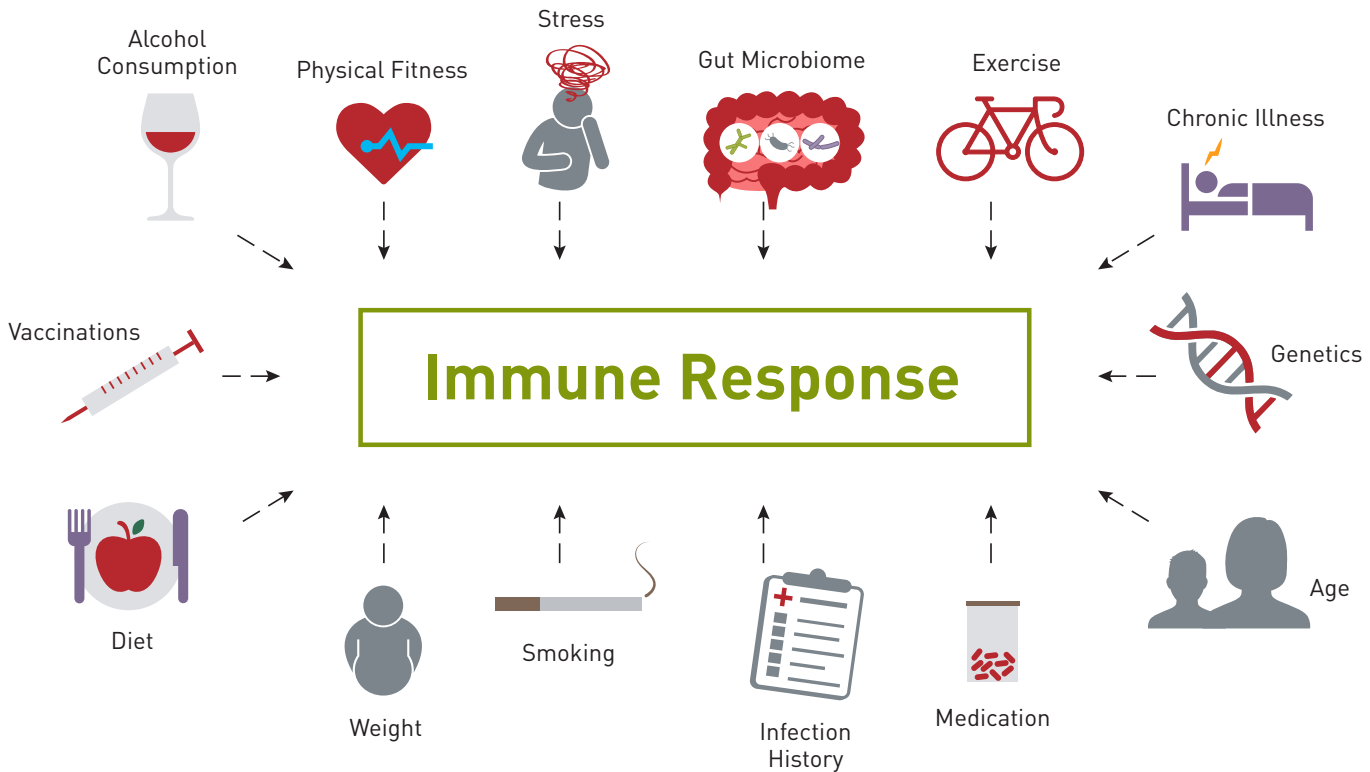 Stress
Alcohol
Consumption
Physical Fitness
Gut Microbiome
Exercise
Chronic Illness
Vaccinations
Immune Response
Genetics
Diet
Weight
Smoking
Infection
History
Medication
Age